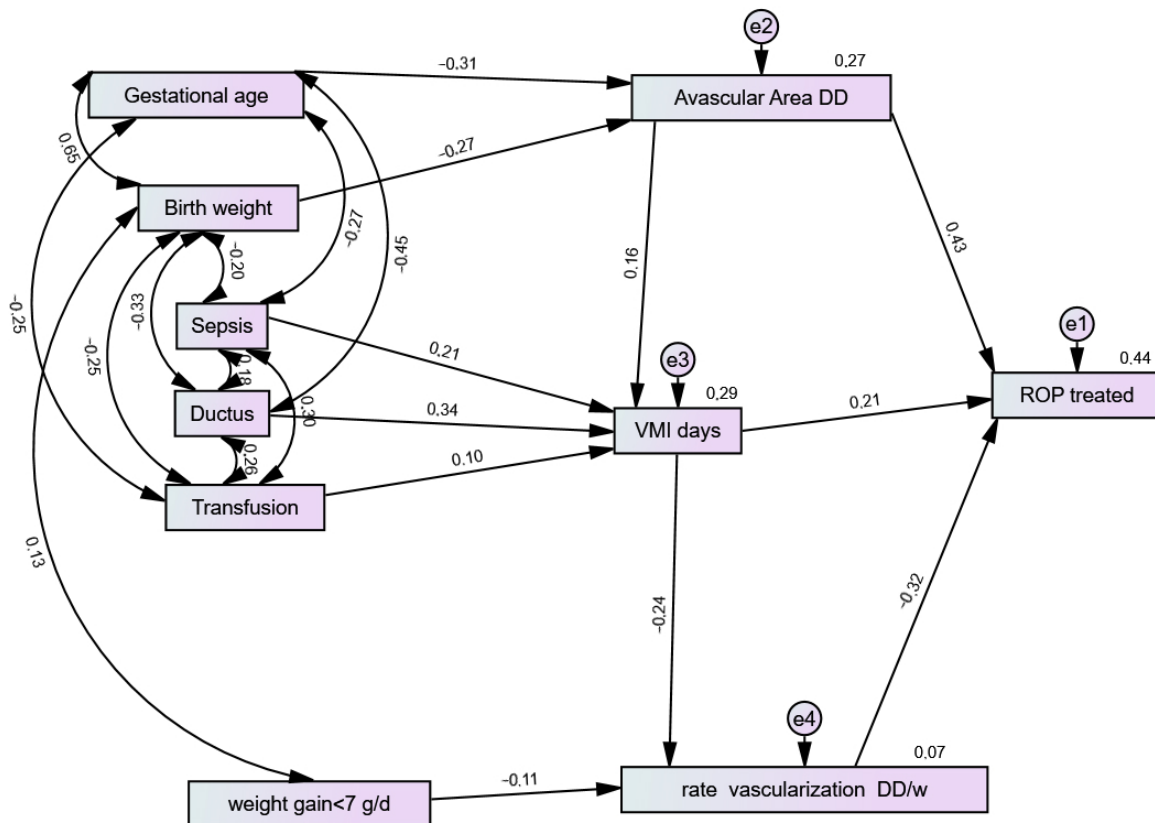 e2
0,27
Gestational age
-0.31
Avascular Area DD
0.65
-0.27
Birth weight
-0.27
-0.45
-0.20
0.43
0.16
-0.25
-0.33
Sepsis
-0.25
0.21
e3
e1
0.18
0.30
0,29
0.44
Ductus
0.34
VMI days
0.21
ROP treated
0.26
0.10
Transfusion
0.13
-0.24
-0.32
e4
0,07
weight gain<7 g/d
-0.11
rate vascularization DD/w